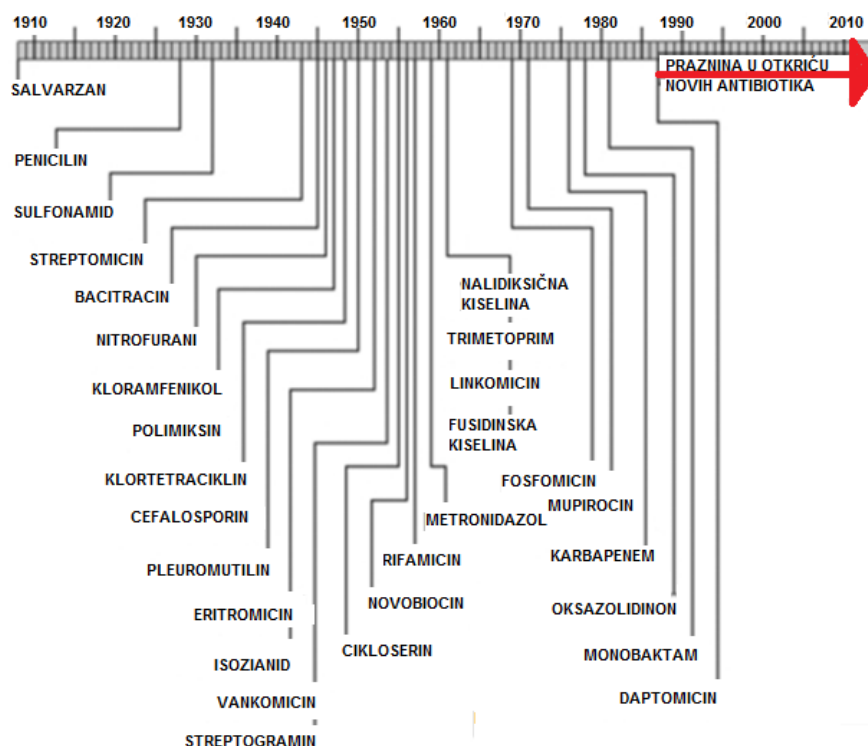 1910 1920 1930 1940 1950 1960 1970 1980 1990 2000 2010
PRAZNINA U OTKRIĆU
NOVIH ANTIBIOTIKA
SALVARZAN
PENICILIN
SULFONAMID
STREPTOMICIN
BACITRACIN
NITROFURANI
KLORAMFENIKOL
POLIMIKSIN
KLORTETRACIKLIN
CEFALOSPORIN
PLEUROMUTILIN
ERITROMICIN
ISOZIANID
VANKOMICIN
STREPTOGRAMIN
CIKLOSERIN
NOVOBIOCIN
RIFAMICIN
METRONIDAZOL
NALIDIKSIČNA
KISELINA
TRIMETOPRIM
LINKOMICIN
FUSIDINSKA
KISELINA
FOSFOMICIN
MUPIROCIN
KARBAPENEM
OKSAZOLIDINON
MONOBAKTAM
DAPTOMICIN